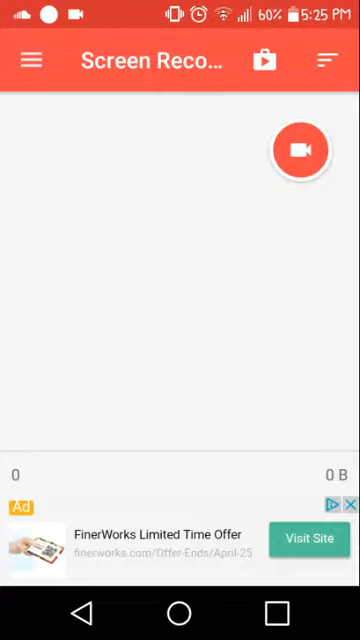 60% 5:25 PM
Screen Reco...
0 0 B
Ad
FinerWorks Limited Time Offer
finerworks.com/Offer-Ends/April-25
Visit Site